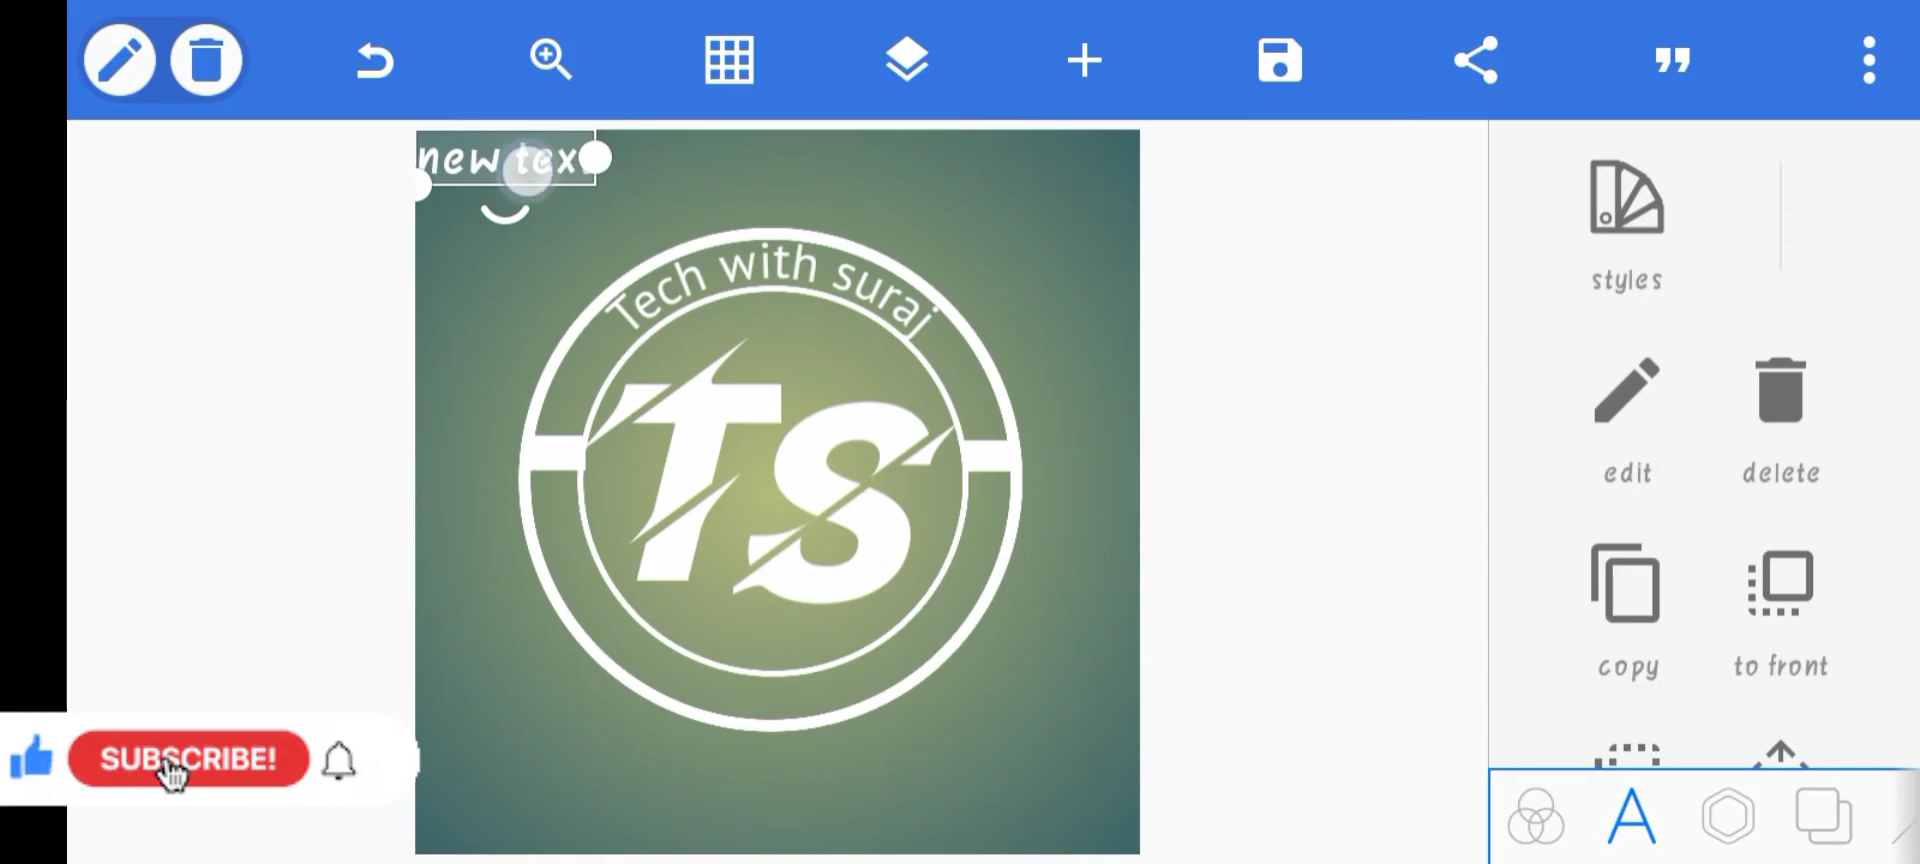 new tex
Tech with suraj
TS
styles
edit
delete
copy
to front
SUBSCRIBE!
A